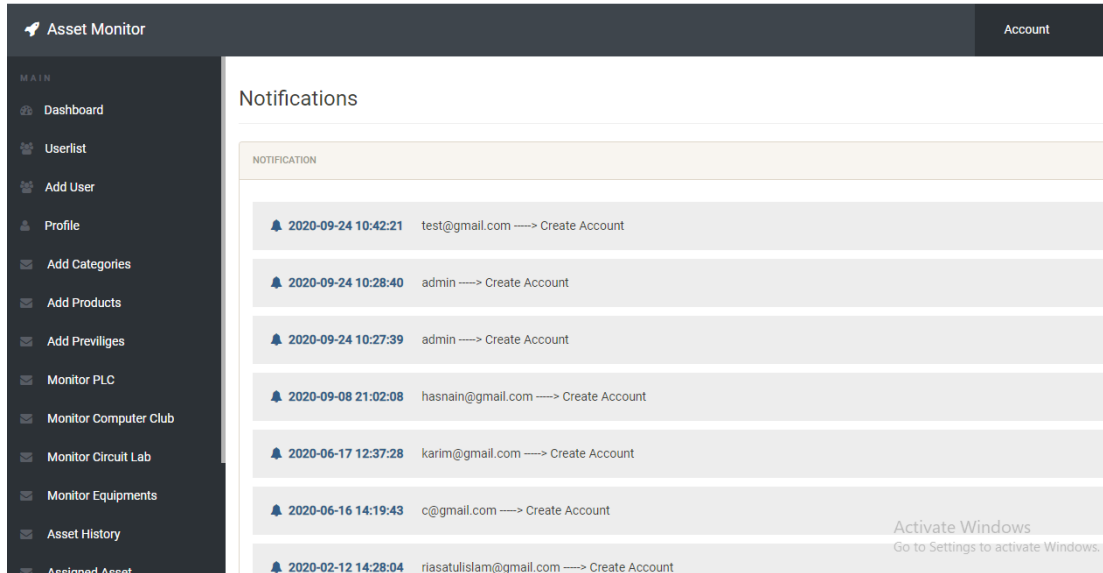 Asset Monitor
Account
MAIN
Dashboard
Userlist
Add User
Profile
Add Categories
Add Products
Add Previliges
Monitor PLC
Monitor Computer Club
Monitor Circuit Lab
Monitor Equipments
Asset History
Assigned Asset
Notifications
NOTIFICATION
2020-09-24 10:42:21 test@gmail.com -----> Create Account
2020-09-24 10:28:40 admin -----> Create Account
2020-09-24 10:27:39 admin -----> Create Account
2020-09-08 21:02:08 hasnain@gmail.com -----> Create Account
2020-06-17 12:37:28 karim@gmail.com -----> Create Account
2020-06-16 14:19:43 c@gmail.com -----> Create Account
2020-02-12 14:28:04 riasatulislam@gmail.com -----> Create Account
Activate Windows
Go to Settings to activate Windows.